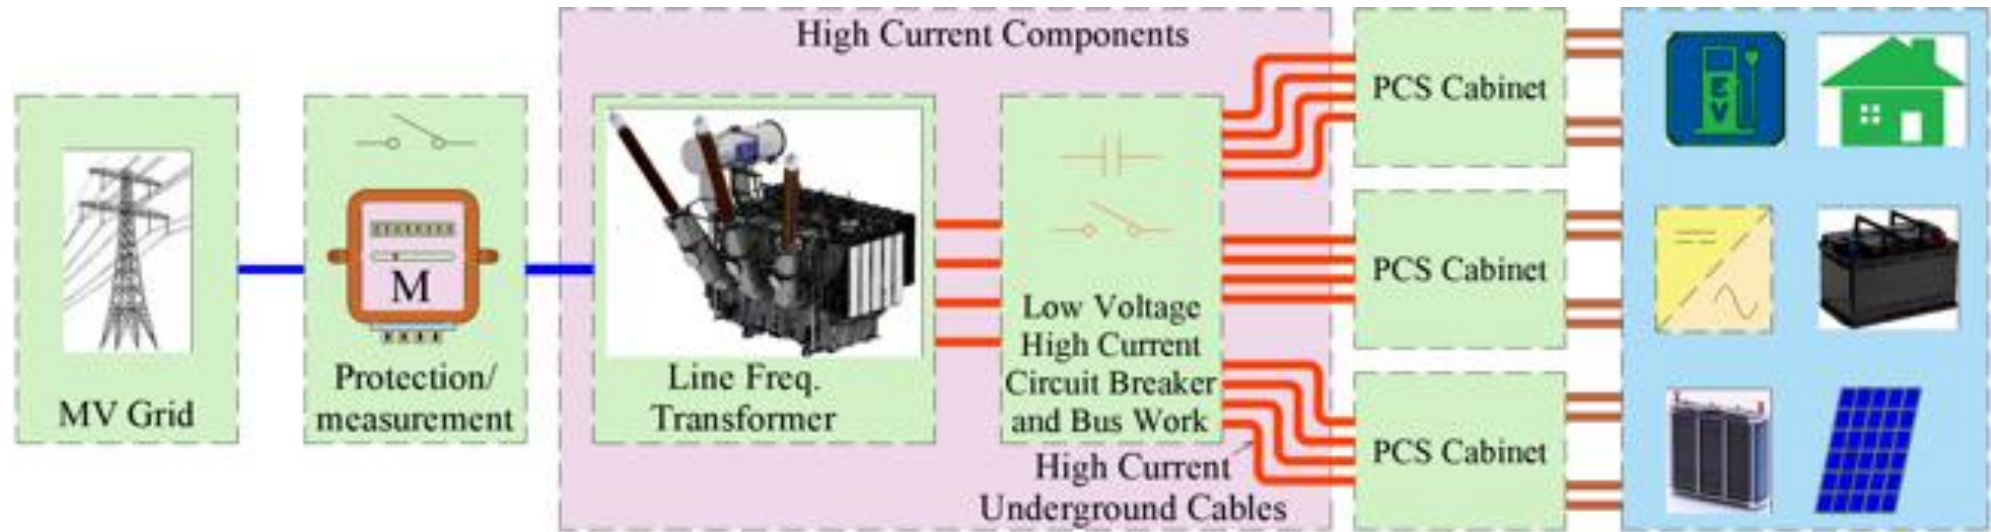 High Current Components
MV Grid
M
Protection/
measurement
Line Freq.
Transformer
Low Voltage
High Current
Circuit Breaker
and Bus Work
High Current
Underground Cables
PCS Cabinet
PCS Cabinet
PCS Cabinet
EV